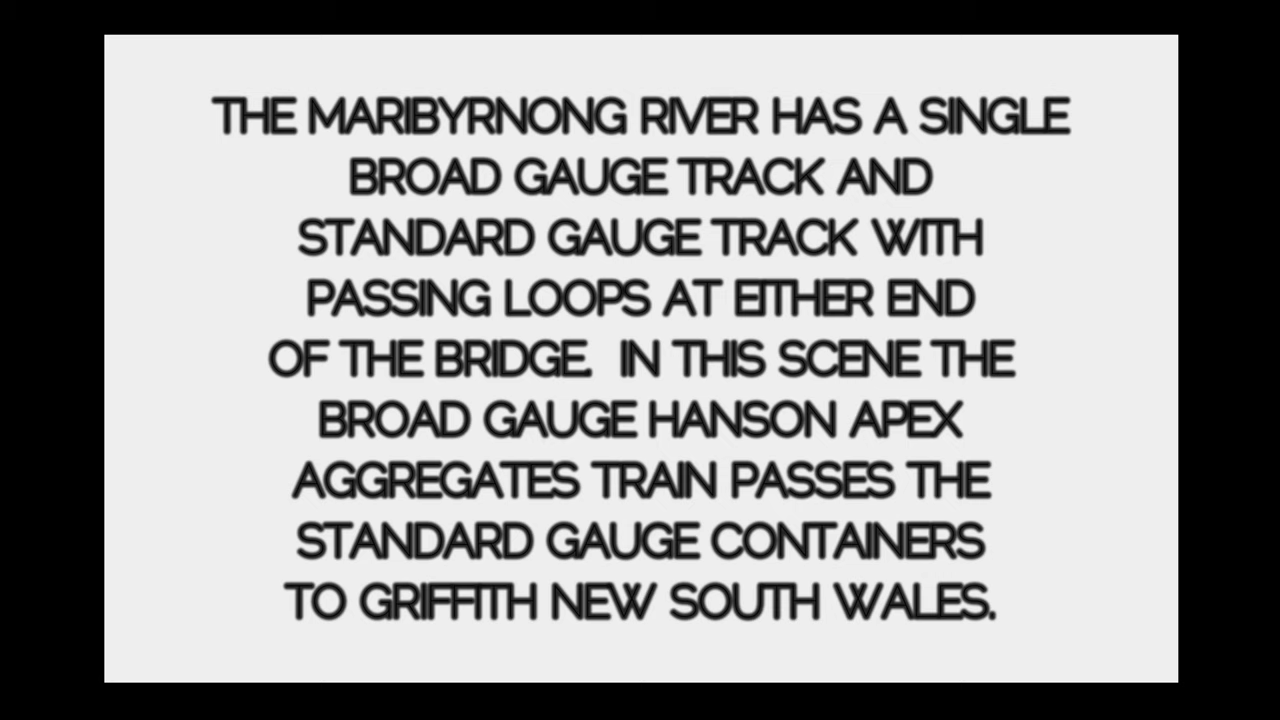 THE MARIBYRNONG RIVER HAS A SINGLE
BROAD GAUGE TRACK AND
STANDARD GAUGE TRACK WITH
PASSING LOOPS AT EITHER END
OF THE BRIDGE.  IN THIS SCENE THE
BROAD GAUGE HANSON APEX
AGGREGATES TRAIN PASSES THE
STANDARD GAUGE CONTAINERS
TO GRIFFITH NEW SOUTH WALES.